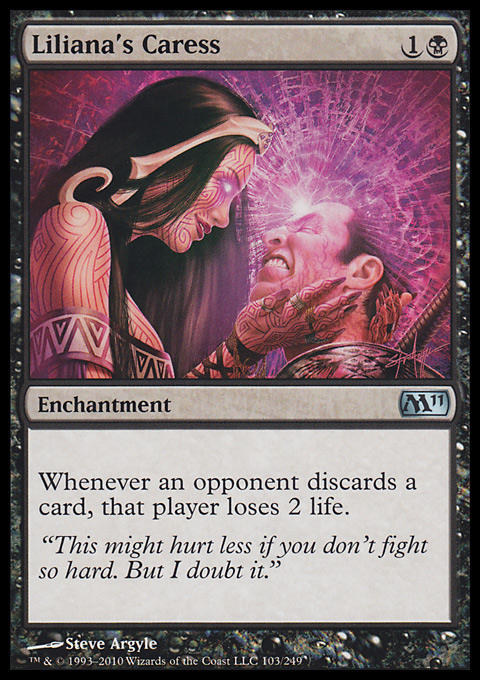 Liliana's Caress 1
Enchantment M11
Whenever an opponent discards a
card, that player loses 2 life.
“This might hurt less if you don't fight
so hard. But I doubt it.”
Steve Argyle
™ & © 1993–2010 Wizards of the Coast LLC 103/249